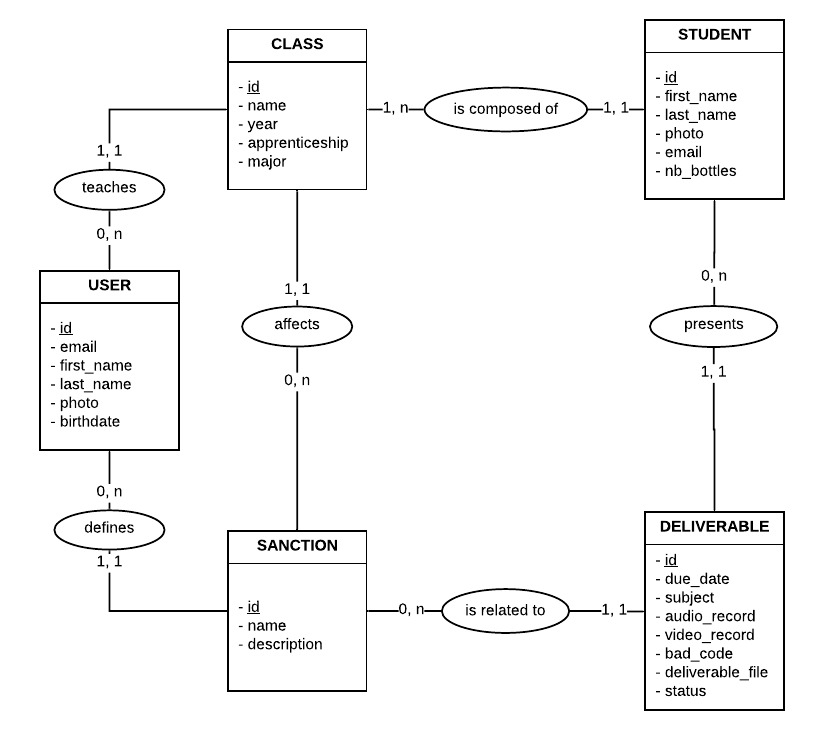 CLASS
- id
- name
- year
- apprenticeship
- major
1, n
is composed of
1, 1
STUDENT
- id
- first_name
- last_name
- photo
- email
- nb_bottles
1, 1
teaches
0, n
USER
- id
- email
- first_name
- last_name
- photo
- birthdate
1, 1
affects
0, n
0, n
presents
1, 1
0, n
defines
1, 1
SANCTION
- id
- name
- description
0, n
is related to
1, 1
DELIVERABLE
- id
- due_date
- subject
- audio_record
- video_record
- bad_code
- deliverable_file
- status